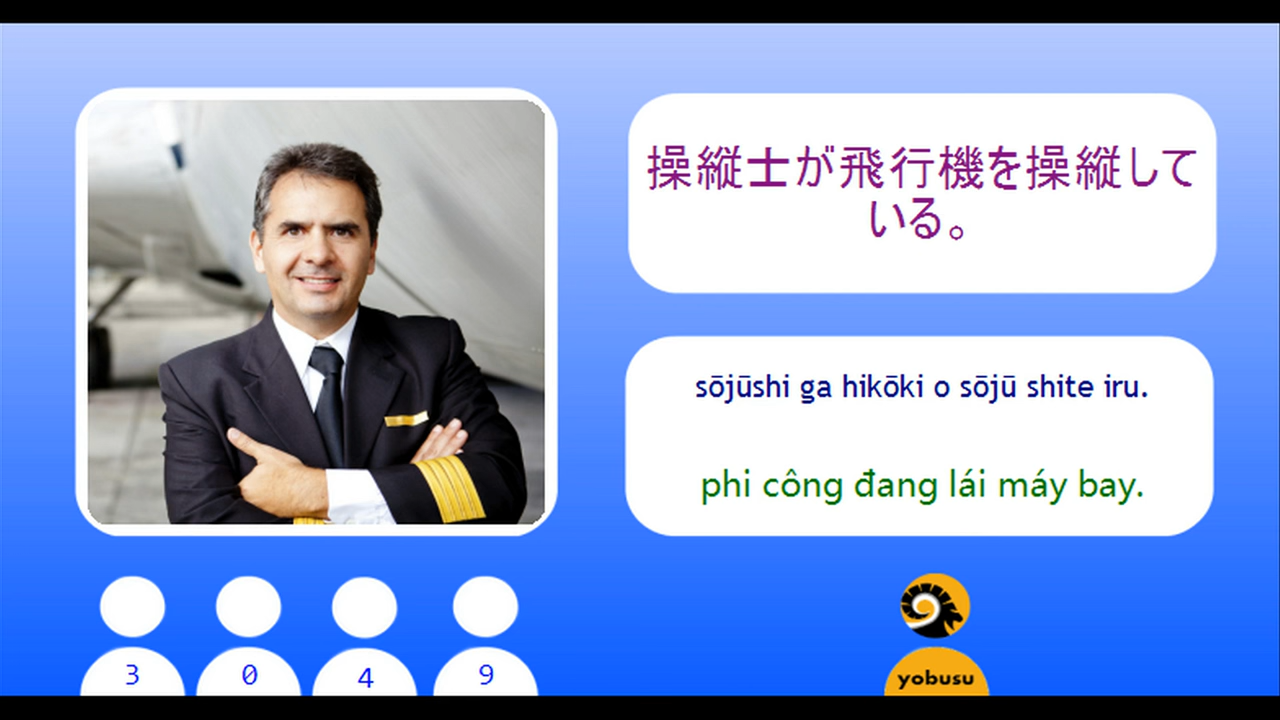 操縦士が飛行機を操縦して
いる。
sōjūshi ga hikōki o sōjū shite iru.
phi công đang lái máy bay.
3 0 4 9
yobusu